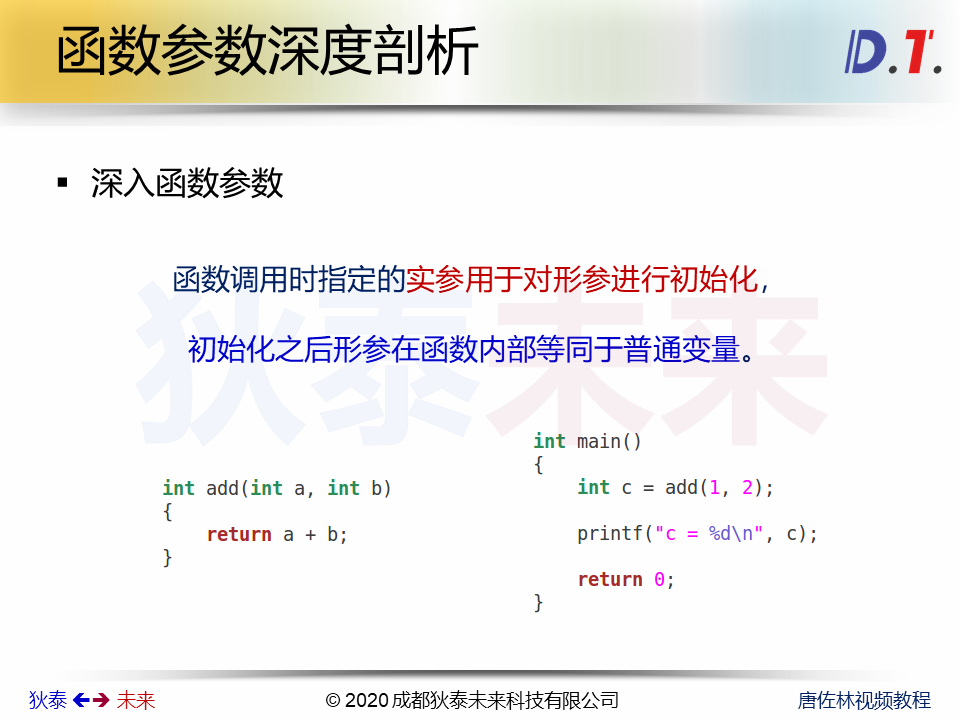 函数参数深度剖析
D.T.
▪ 深入函数参数
函数调用时指定的实参用于对形参进行初始化，
初始化之后形参在函数内部等同于普通变量。
狄泰未来
int add(int a, int b)
{
    return a + b;
}
int main()
{
    int c = add(1, 2);
    printf("c = %d\n", c);
    return 0;
}
狄泰 未来
© 2020 成都狄泰未来科技有限公司
唐佐林视频教程